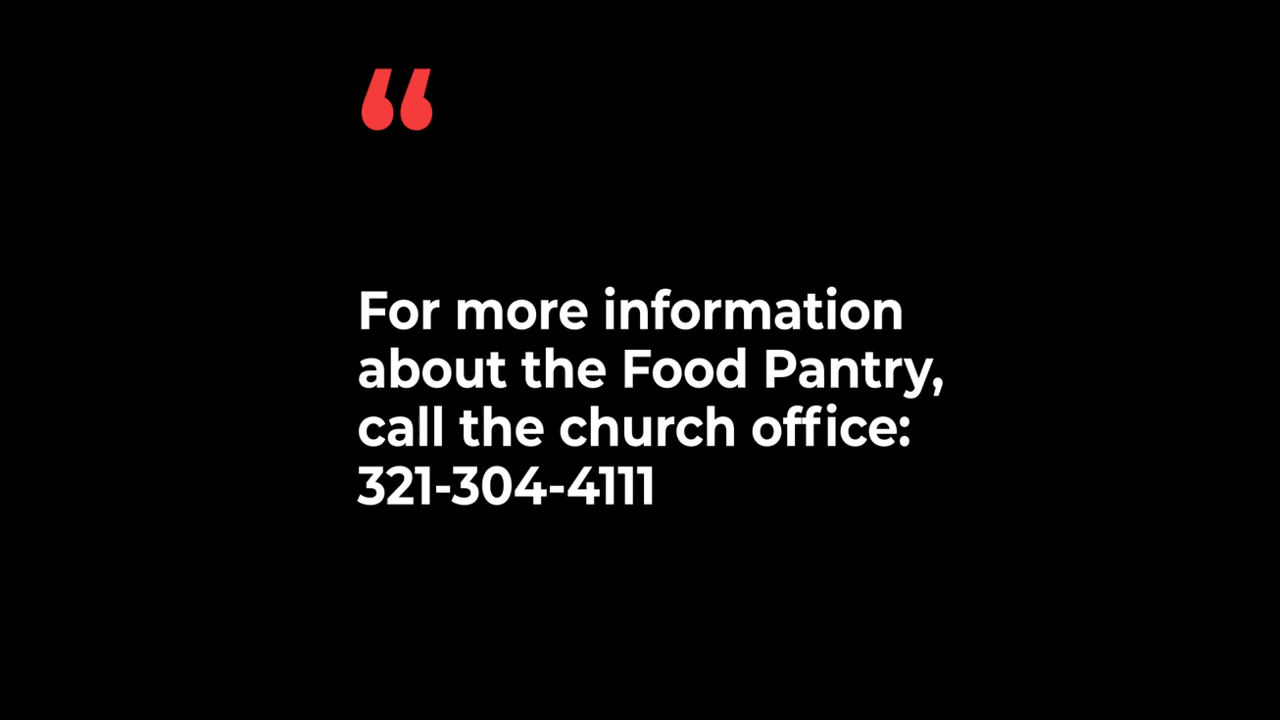 “
For more information
about the Food Pantry,
call the church office:
321-304-4111